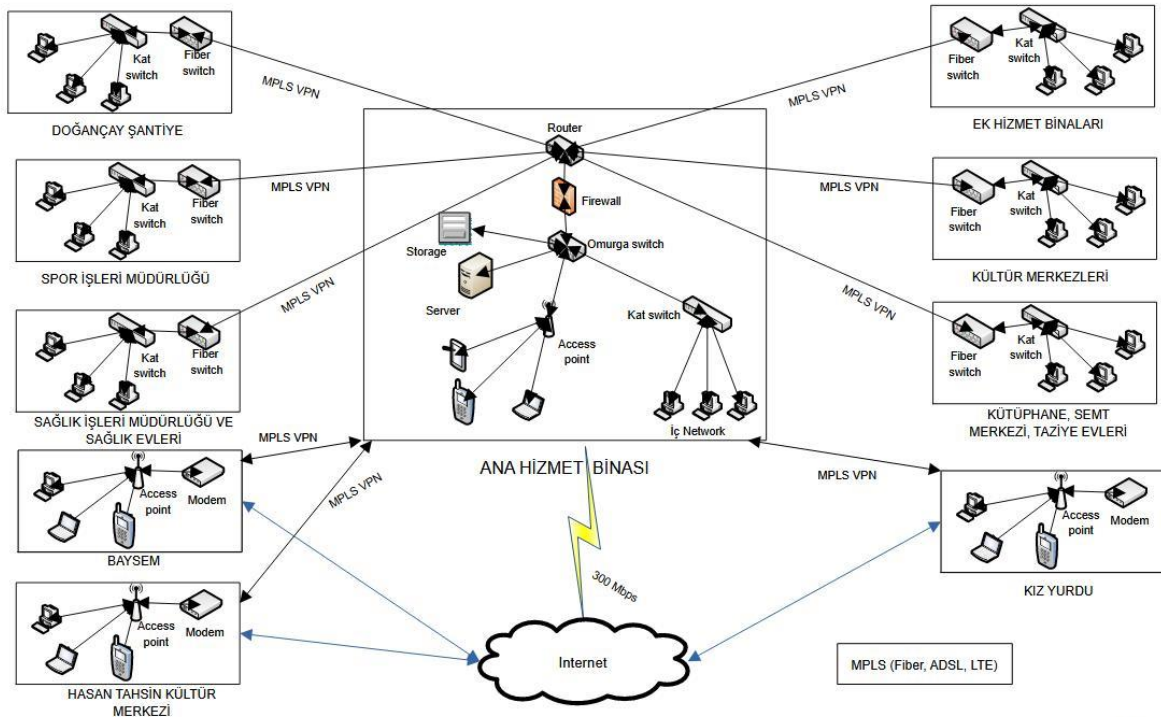 Kat
switch
Fiber
switch
DOĞANÇAY ŞANTİYE
MPLS VPN
Kat
switch
Fiber
switch
SPOR İŞLERİ MÜDÜRLÜĞÜ
MPLS VPN
Kat
switch
Fiber
switch
SAĞLIK İŞLERİ MÜDÜRLÜĞÜ VE
SAĞLIK EVLERİ
MPLS VPN
Access
point
Modem
BAYSEM
MPLS VPN
Access
point
Modem
HASAN TAHSİN KÜLTÜR
MERKEZİ
MPLS VPN
Router
Firewall
Omurga switch
Storage
Server
Access
point
Kat switch
İç Network
ANA HİZMET BİNASI
300 Mbps
Internet
MPLS VPN
Fiber
switch
Kat
switch
EK HİZMET BİNALARI
MPLS VPN
Fiber
switch
Kat
switch
KÜLTÜR MERKEZLERİ
MPLS VPN
Fiber
switch
Kat
switch
KÜTÜPHANE, SEMT
MERKEZİ, TAZİYE EVLERİ
MPLS VPN
Access
point
Modem
KIZ YURDU
MPLS (Fiber, ADSL, LTE)